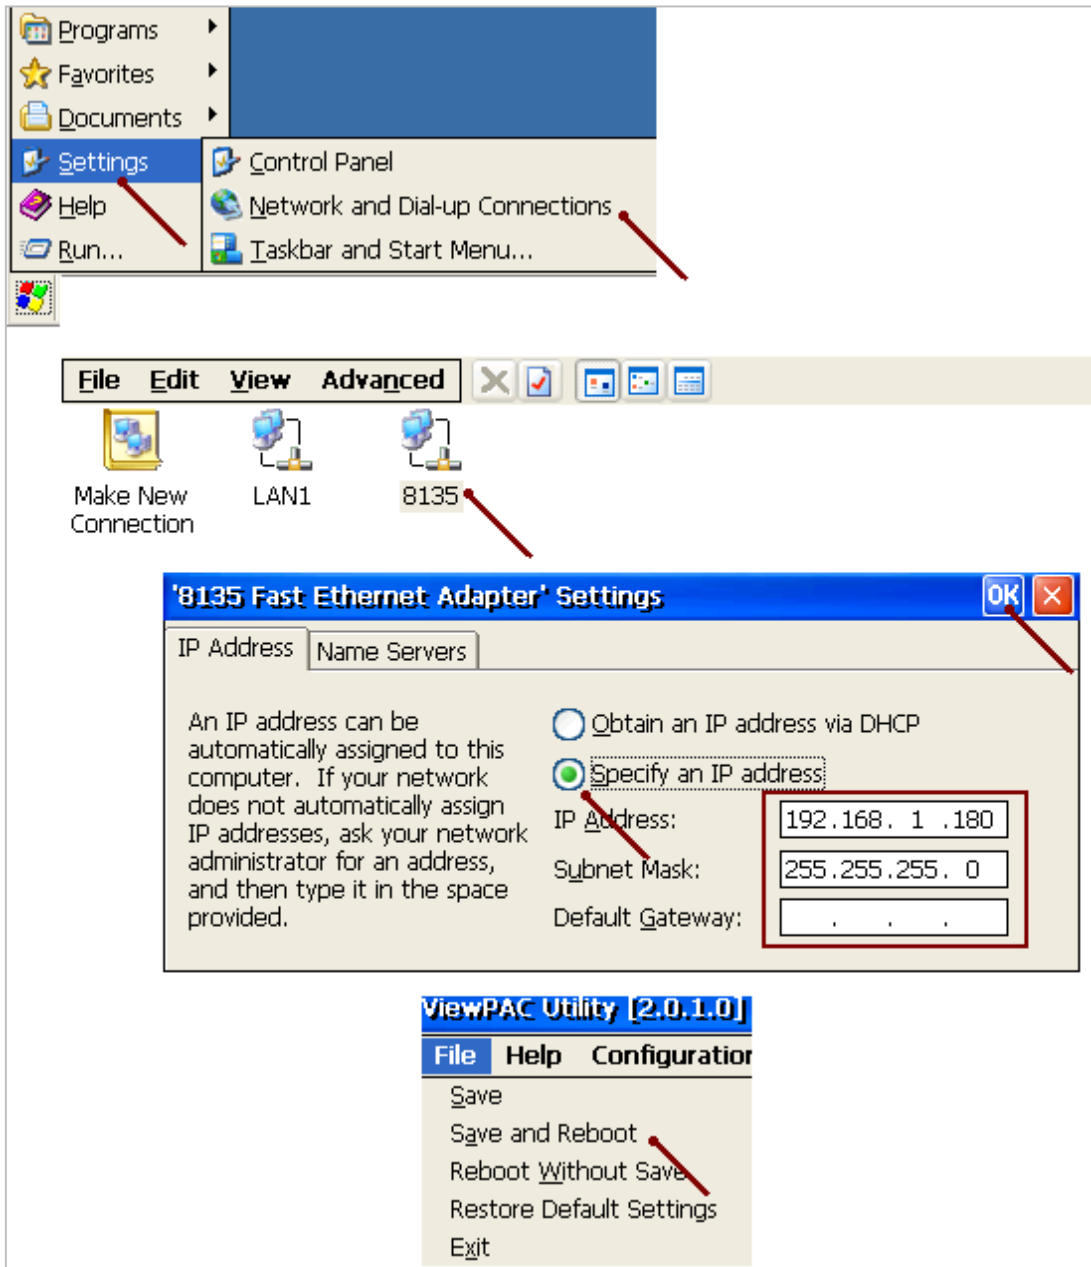 Programs
Favorites
Documents
Settings
Control Panel
Help
Network and Dial-up Connections
Run...
Taskbar and Start Menu...
File Edit View Advanced
Make New
Connection
LAN1
8135
'8135 Fast Ethernet Adapter' Settings
OK
IP Address
Name Servers
An IP address can be
automatically assigned to this
computer. If your network
does not automatically assign
IP addresses, ask your network
administrator for an address,
and then type it in the space
provided.
Obtain an IP address via DHCP
Specify an IP address
IP Address:
192.168. 1 .180
Subnet Mask:
255.255.255. 0
Default Gateway:
. . .
ViewPAC Utility [2.0.1.0]
File Help Configuration
Save
Save and Reboot
Reboot Without Save
Restore Default Settings
Exit